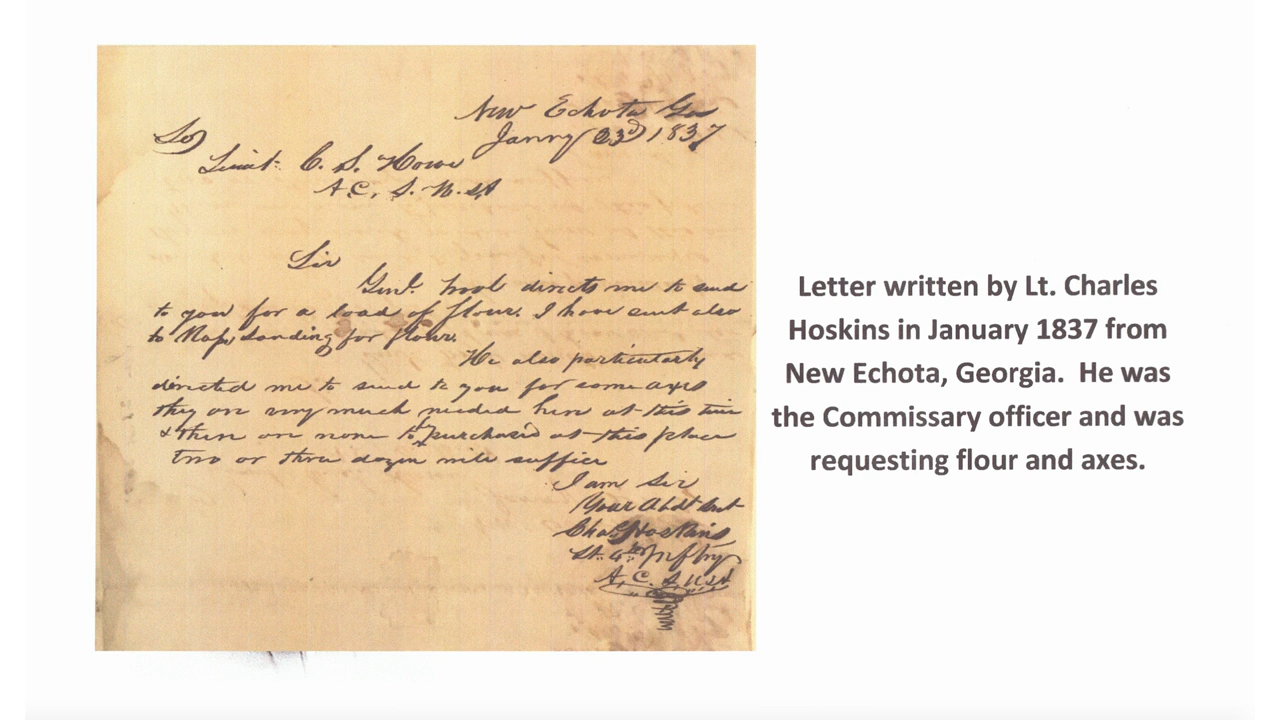 New Echota Ga
Janry 23d 1837
To
Lieut. C. S. Howe
A.C. S. U.S.A
Sir
Genl. Wool directs me to send
to you for a load of flour. I have sent also
to Ross Landing for flour.
He also particularly
directed me to send to you for some axes
they are very much needed here at this time
& there are none to be purchased at this place
two or three dozen will suffice
I am Sir
Your Obdt Svt
Chas. Hoskins
Lt. 4th Infty
A.C.S. U.S.A
Letter written by Lt. Charles
Hoskins in January 1837 from
New Echota, Georgia.  He was
the Commissary officer and was
requesting flour and axes.